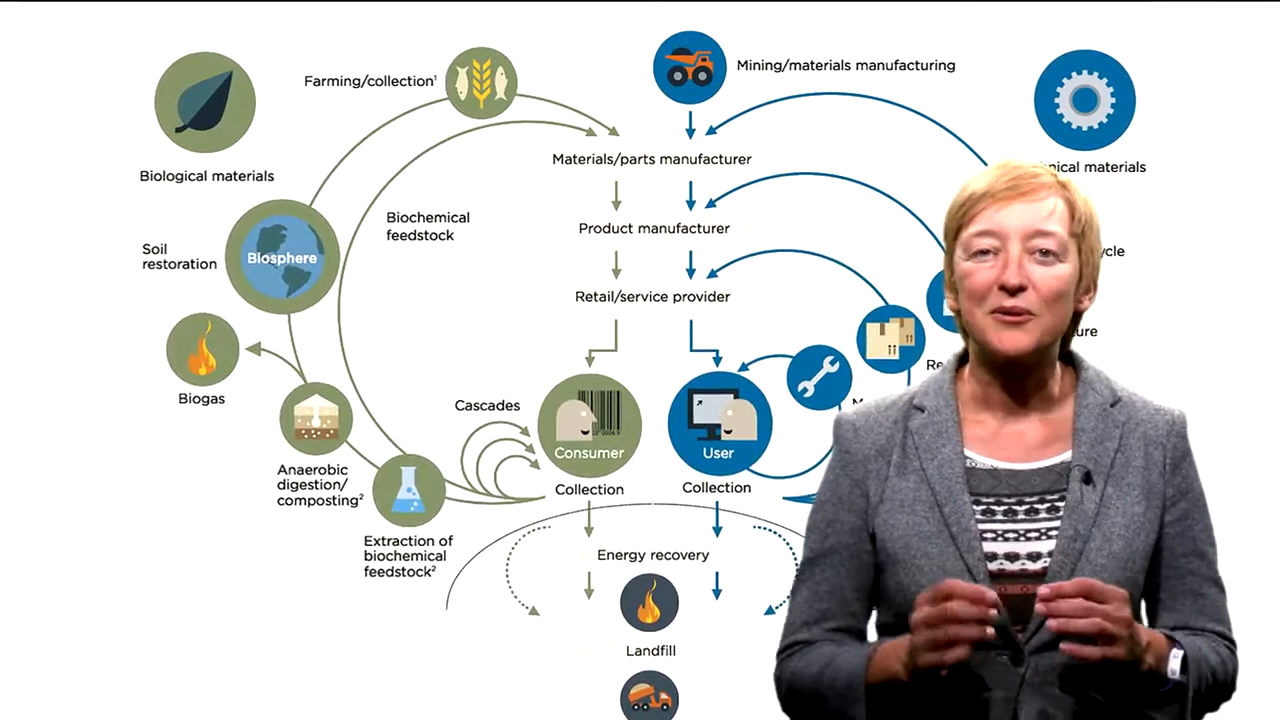 Farming/collection¹
Mining/materials manufacturing
Biological materials
Materials/parts manufacturer
materials
Biochemical
feedstock
Product manufacturer
Soil
restoration
Biosphere
Retail/service provider
Biogas
Cascades
Consumer
User
Collection
Collection
Anaerobic
digestion/
composting²
Extraction of
biochemical
feedstock²
Energy recovery
Landfill